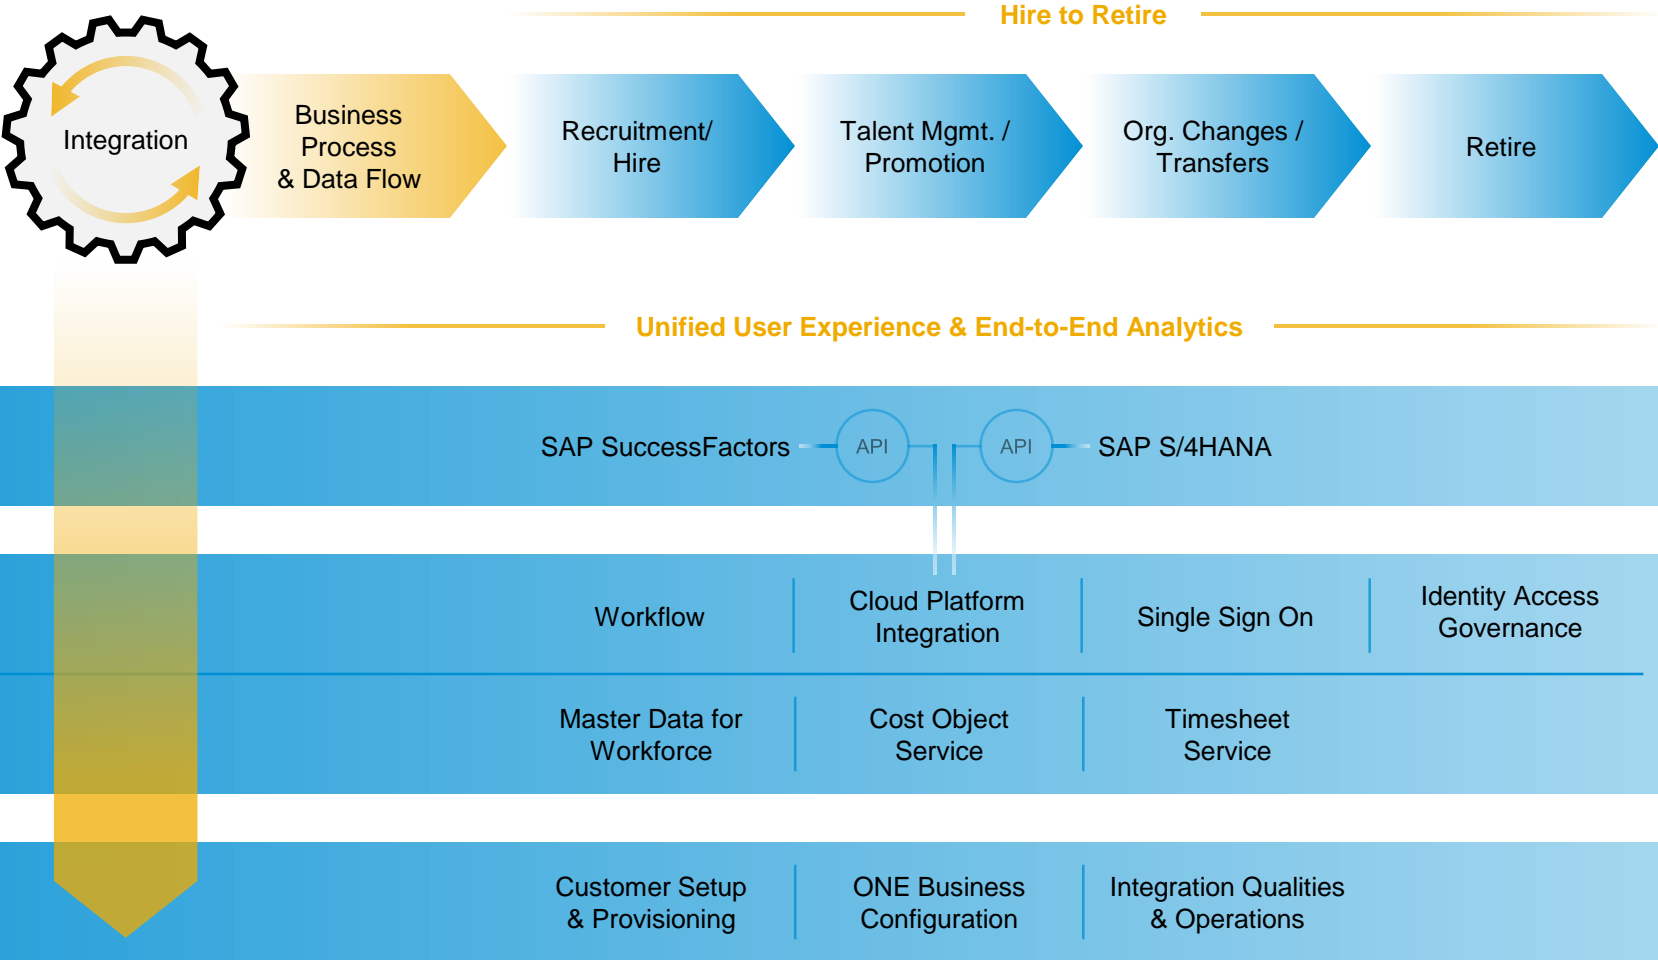 Hire to Retire
Integration
Business
Process
& Data Flow
Recruitment/
Hire
Talent Mgmt. /
Promotion
Org. Changes /
Transfers
Retire
Unified User Experience & End-to-End Analytics
SAP SuccessFactors
API
API
SAP S/4HANA
Workflow
Cloud Platform
Integration
Single Sign On
Identity Access
Governance
Master Data for
Workforce
Cost Object
Service
Timesheet
Service
Customer Setup
& Provisioning
ONE Business
Configuration
Integration Qualities
& Operations